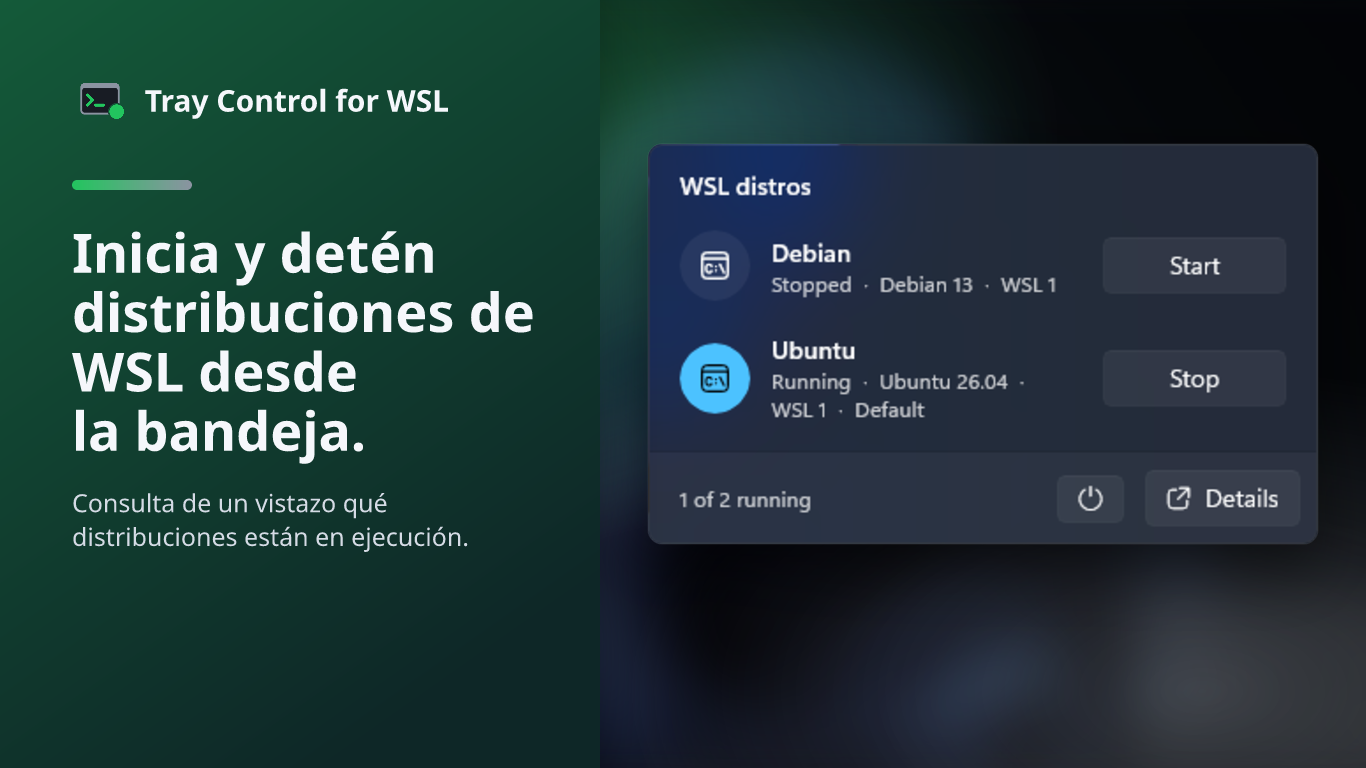 Tray Control for WSL
Inicia y detén
distribuciones de
WSL desde
la bandeja.
Consulta de un vistazo qué
distribuciones están en ejecución.
WSL distros
Debian
Stopped · Debian 13 · WSL 1
Start
Ubuntu
Running · Ubuntu 26.04 ·
WSL 1 · Default
Stop
1 of 2 running
Details